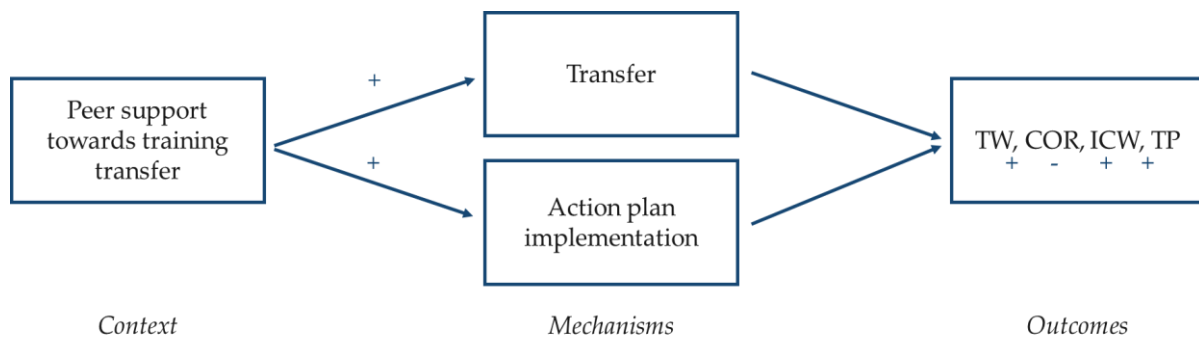 Peer support
towards training
transfer
+
+
Transfer
Action plan
implementation
TW, COR, ICW, TP
+ - + +
Context
Mechanisms
Outcomes